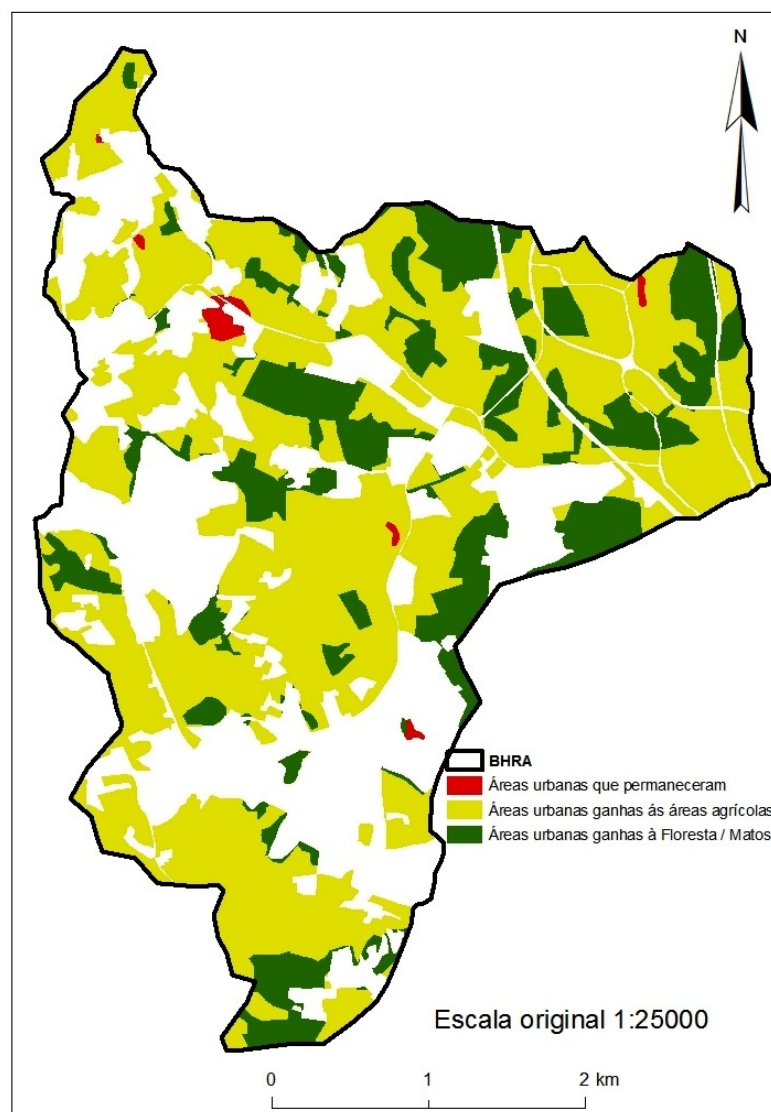 N
BHRA
Áreas urbanas que permaneceram
Áreas urbanas ganhas ás áreas agrícolas
Áreas urbanas ganhas à Floresta / Matos
Escala original 1:25000
0 1 2 km